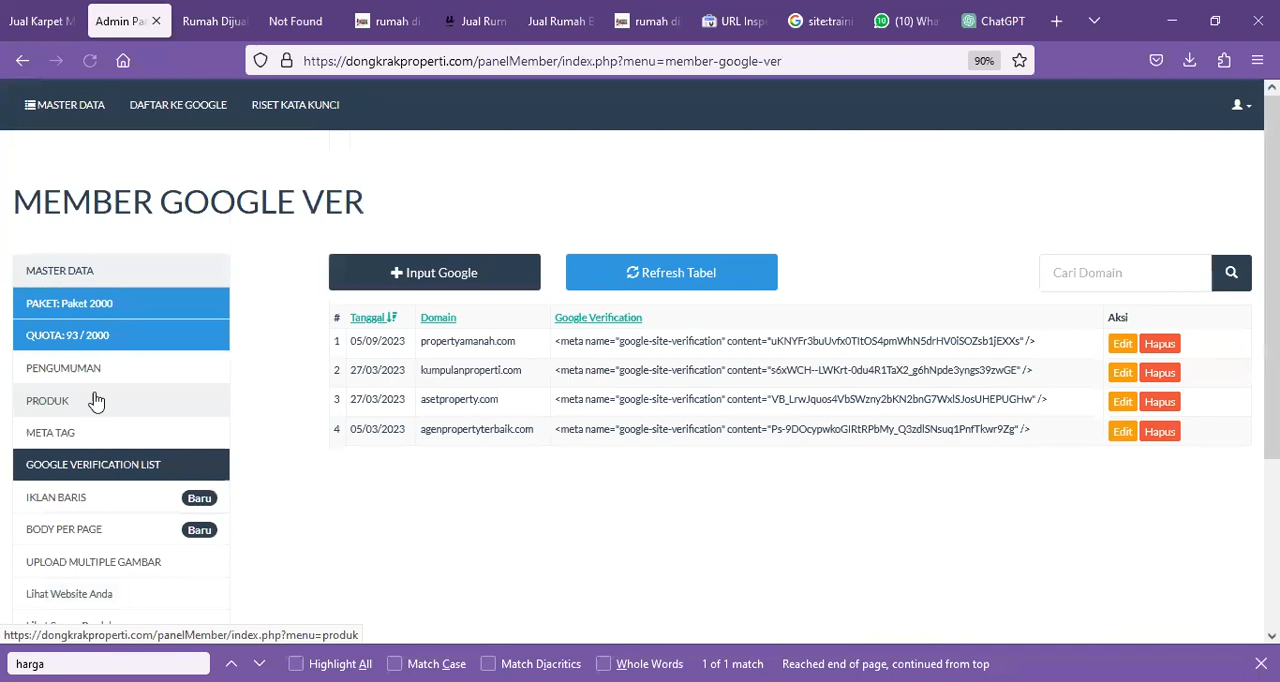 Jual Karpet M
Admin Pa
Rumah Dijua
Not Found
rumah di
Jual Run
Jual Rumah B
rumah di
URL Inspe
site:traini
(10) Wha
ChatGPT
https://dongkrakproperti.com/panelMember/index.php?menu=member-google-ver
90%
MASTER DATA
DAFTAR KE GOOGLE
RISET KATA KUNCI
MEMBER GOOGLE VER
MASTER DATA
PAKET: Paket 2000
QUOTA: 93 / 2000
PENGUMUMAN
PRODUK
META TAG
GOOGLE VERIFICATION LIST
IKLAN BARIS Baru
BODY PER PAGE Baru
UPLOAD MULTIPLE GAMBAR
Lihat Website Anda
Input Google
Refresh Tabel
Cari Domain
# Tanggal Domain Google Verification Aksi
1 05/09/2023 propertyamanah.com <meta name="google-site-verification" content="uKNYFr3buUvfx0TItOS4pmWhN5drHV0iSOZsb1jEXXs" /> Edit Hapus
2 27/03/2023 kumpulanproperti.com <meta name="google-site-verification" content="s6xWCH--LWKrt-0du4R1TaX2_g6hNpde3yngs39zwGE" /> Edit Hapus
3 27/03/2023 asetproperty.com <meta name="google-site-verification" content="VB_LrwJquos4VbSWzny2bKN2bnG7WxlSJosUHEPUGHw" /> Edit Hapus
4 05/03/2023 agenpropertyterbaik.com <meta name="google-site-verification" content="Ps-9DOcypwkoGIRtRPbMy_Q3zdlSNsuq1PnfTkwr9Zg" /> Edit Hapus
https://dongkrakproperti.com/panelMember/index.php?menu=produk
harga
Highlight All
Match Case
Match Diacritics
Whole Words
1 of 1 match
Reached end of page, continued from top